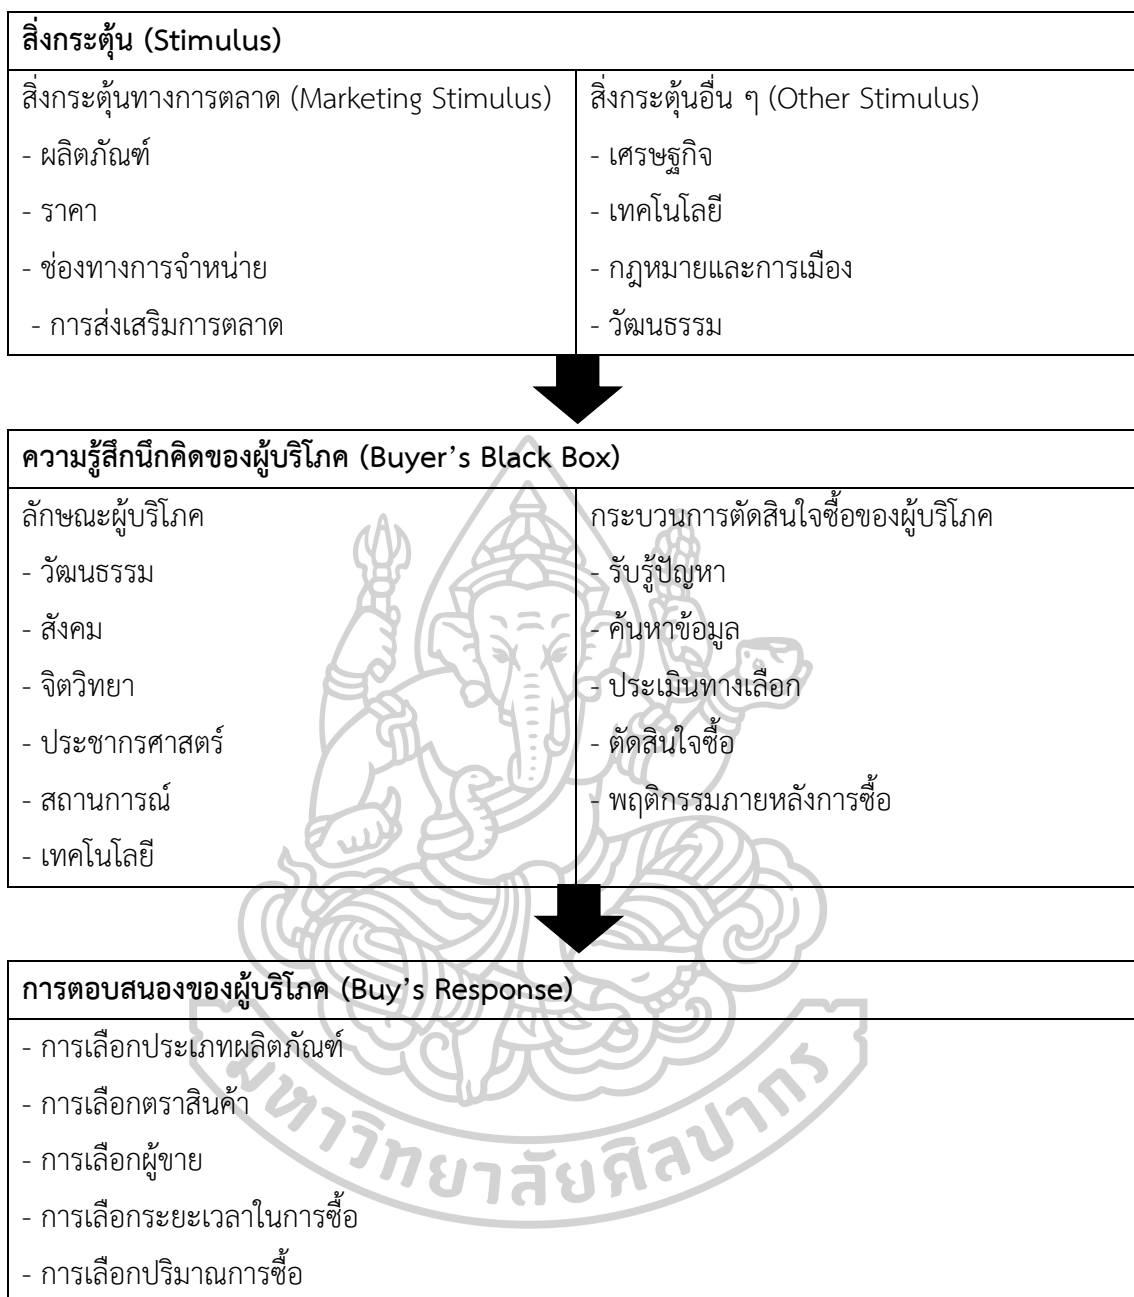 สิ่งกระตุ้น (Stimulus)
สิ่งกระตุ้นทางการตลาด (Marketing Stimulus)
- ผลิตภัณฑ์
- ราคา
- ช่องทางการจำหน่าย
- การส่งเสริมการตลาด
สิ่งกระตุ้นอื่น ๆ (Other Stimulus)
- เศรษฐกิจ
- เทคโนโลยี
- กฎหมายและการเมือง
- วัฒนธรรม
ความรู้สึกนึกคิดของผู้บริโภค (Buyer’s Black Box)
ลักษณะผู้บริโภค
- วัฒนธรรม
- สังคม
- จิตวิทยา
- ประชากรศาสตร์
- สถานการณ์
- เทคโนโลยี
กระบวนการตัดสินใจซื้อของผู้บริโภค
- รับรู้ปัญหา
- ค้นหาข้อมูล
- ประเมินทางเลือก
- ตัดสินใจซื้อ
- พฤติกรรมภายหลังการซื้อ
การตอบสนองของผู้บริโภค (Buy’s Response)
- การเลือกประเภทผลิตภัณฑ์
- การเลือกตราสินค้า
- การเลือกผู้ขาย
- การเลือกระยะเวลาในการซื้อ
- การเลือกปริมาณการซื้อ
มหาวิทยาลัยศิลปากร